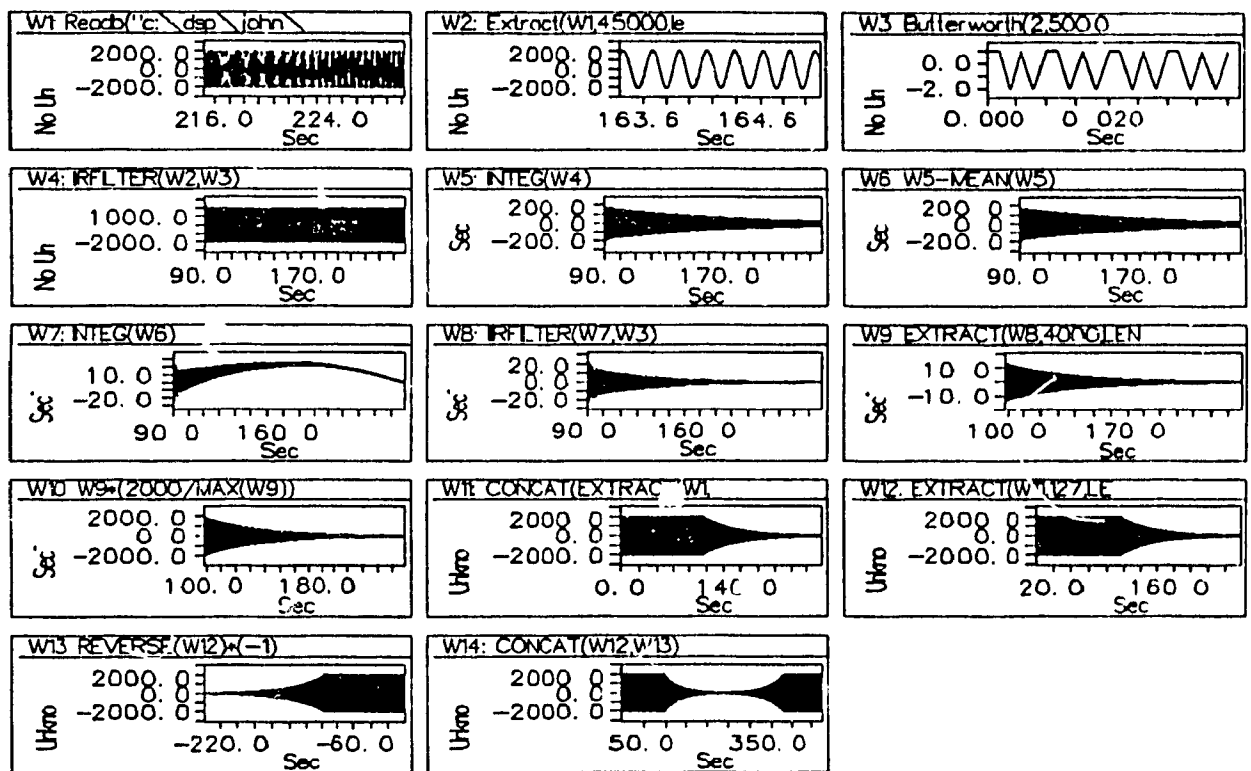 W1 Readb("c:\dsp\john\
2000. 0
0. 0
-2000. 0
No Un
216. 0 224. 0
Sec
W2: Extract(W1,45000,le
2000. 0
0. 0
-2000. 0
163. 6 164. 6
Sec
W3 Butterworth(2,500.0
0. 0
-2. 0
No Un
0. 000 0 020
Sec
W4: IRFILTER(W2,W3)
1000. 0
-2000. 0
No Un
90. 0 170. 0
Sec
W5: INTEG(W4)
200. 0
0. 0
-200. 0
Sec
90. 0 170. 0
Sec
W6 W5-MEAN(W5)
200 0
0 0
-200. 0
Sec
90. 0 170. 0
Sec
W7: INTEG(W6)
10. 0
-20. 0
Sec
90 0 160 0
Sec
W8: IRFILTER(W7,W3)
20. 0
0. 0
-20. 0
Sec
90 0 160 0
Sec
W9 EXTRACT(W8,4000,LEN
10 0
-10. 0
Sec
100 0 170 0
Sec
W10 W9*(2000/MAX(W9))
2000. 0
0 0
-2000. 0
Sec
100. 0 180. 0
Sec
W11: CONCAT(EXTRAC W1,
2000. 0
0. 0
-2000. 0
Unkno
0. 0 140 0
Sec
W12: EXTRACT(W11,127,LE
2000 0
0 0
-2000. 0
Unkno
20. 0 160 0
Sec
W13 REVERSE(W12)*(-1)
2000. 0
0. 0
-2000. 0
Unkno
-220. 0 -60. 0
Sec
W14: CONCAT(W12,W13)
2000 0
0. 0
-2000. 0
Unkno
50. 0 350. 0
Sec